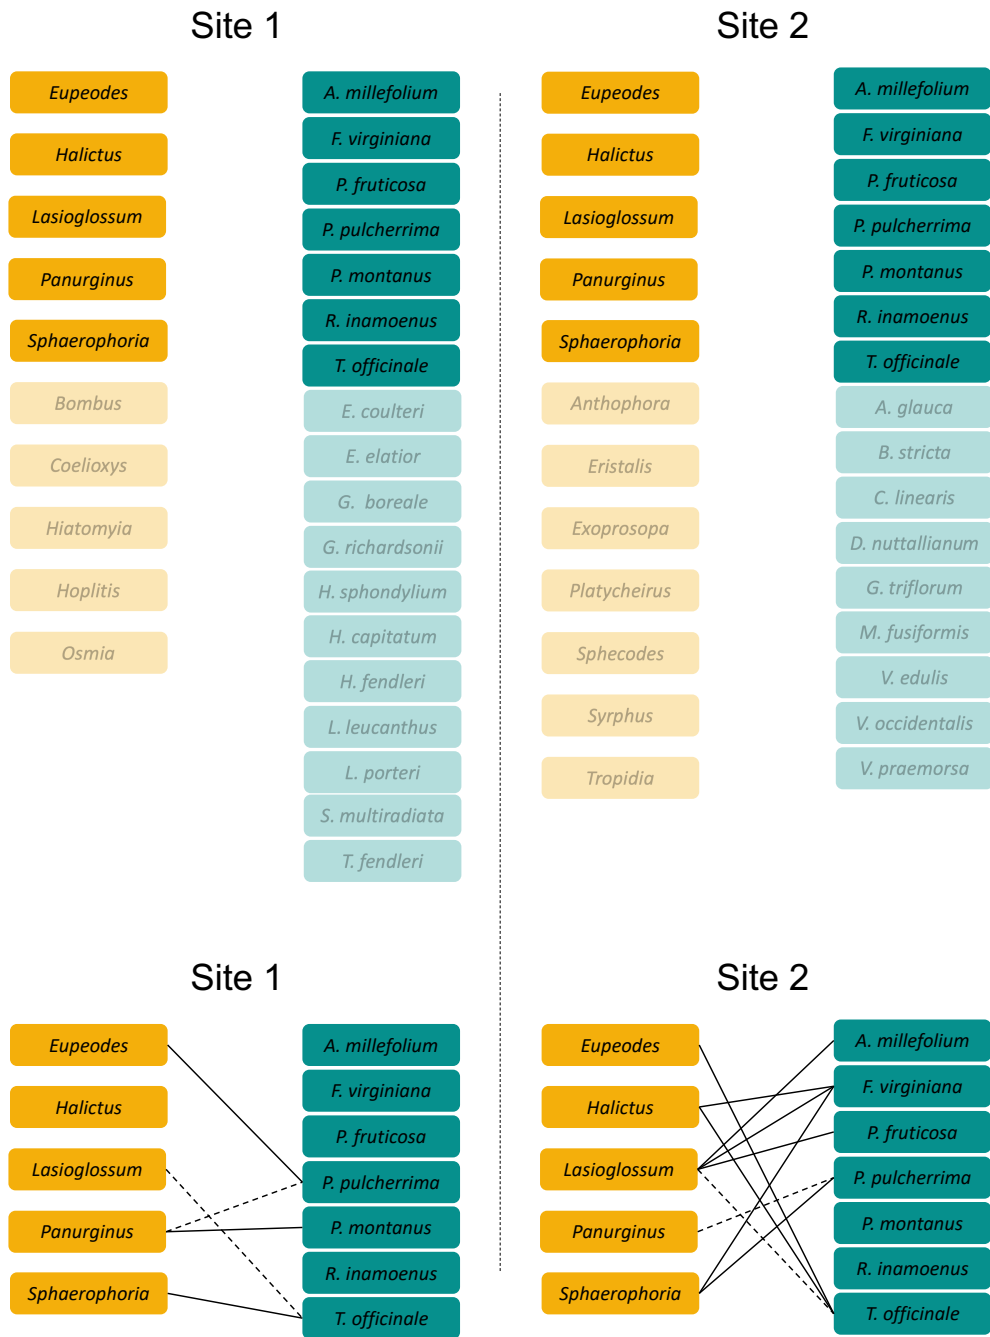 Site 1
Eupeodes
Halictus
Lasioglossum
Panurginus
Sphaerophoria
Bombus
Coelioxys
Hiatomyia
Hoplitis
Osmia
A. millefolium
F. virginiana
P. fruticosa
P. pulcherrima
P. montanus
R. inamoenus
T. officinale
E. coulteri
E. elatior
G. boreale
G. richardsonii
H. sphondylium
H. capitatum
H. fendleri
L. leucanthus
L. porteri
S. multiradiata
T. fendleri
Site 2
Eupeodes
Halictus
Lasioglossum
Panurginus
Sphaerophoria
Anthophora
Eristalis
Exoprosopa
Platycheirus
Sphecodes
Syrphus
Tropidia
A. millefolium
F. virginiana
P. fruticosa
P. pulcherrima
P. montanus
R. inamoenus
T. officinale
A. glauca
B. stricta
C. linearis
D. nuttallianum
G. triflorum
M. fusiformis
V. edulis
V. occidentalis
V. praemorsa
Site 1
Eupeodes
Halictus
Lasioglossum
Panurginus
Sphaerophoria
A. millefolium
F. virginiana
P. fruticosa
P. pulcherrima
P. montanus
R. inamoenus
T. officinale
Site 2
Eupeodes
Halictus
Lasioglossum
Panurginus
Sphaerophoria
A. millefolium
F. virginiana
P. fruticosa
P. pulcherrima
P. montanus
R. inamoenus
T. officinale